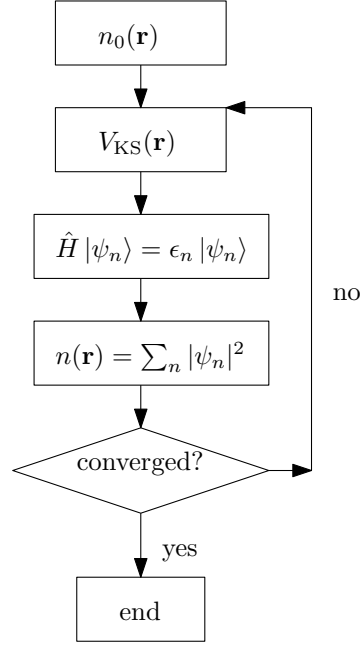 n₀(𝐫)
V_KS(𝐫)
Ĥ |ψₙ⟩ = ϵₙ |ψₙ⟩
no
n(𝐫) = ∑ₙ |ψₙ|²
converged?
yes
end